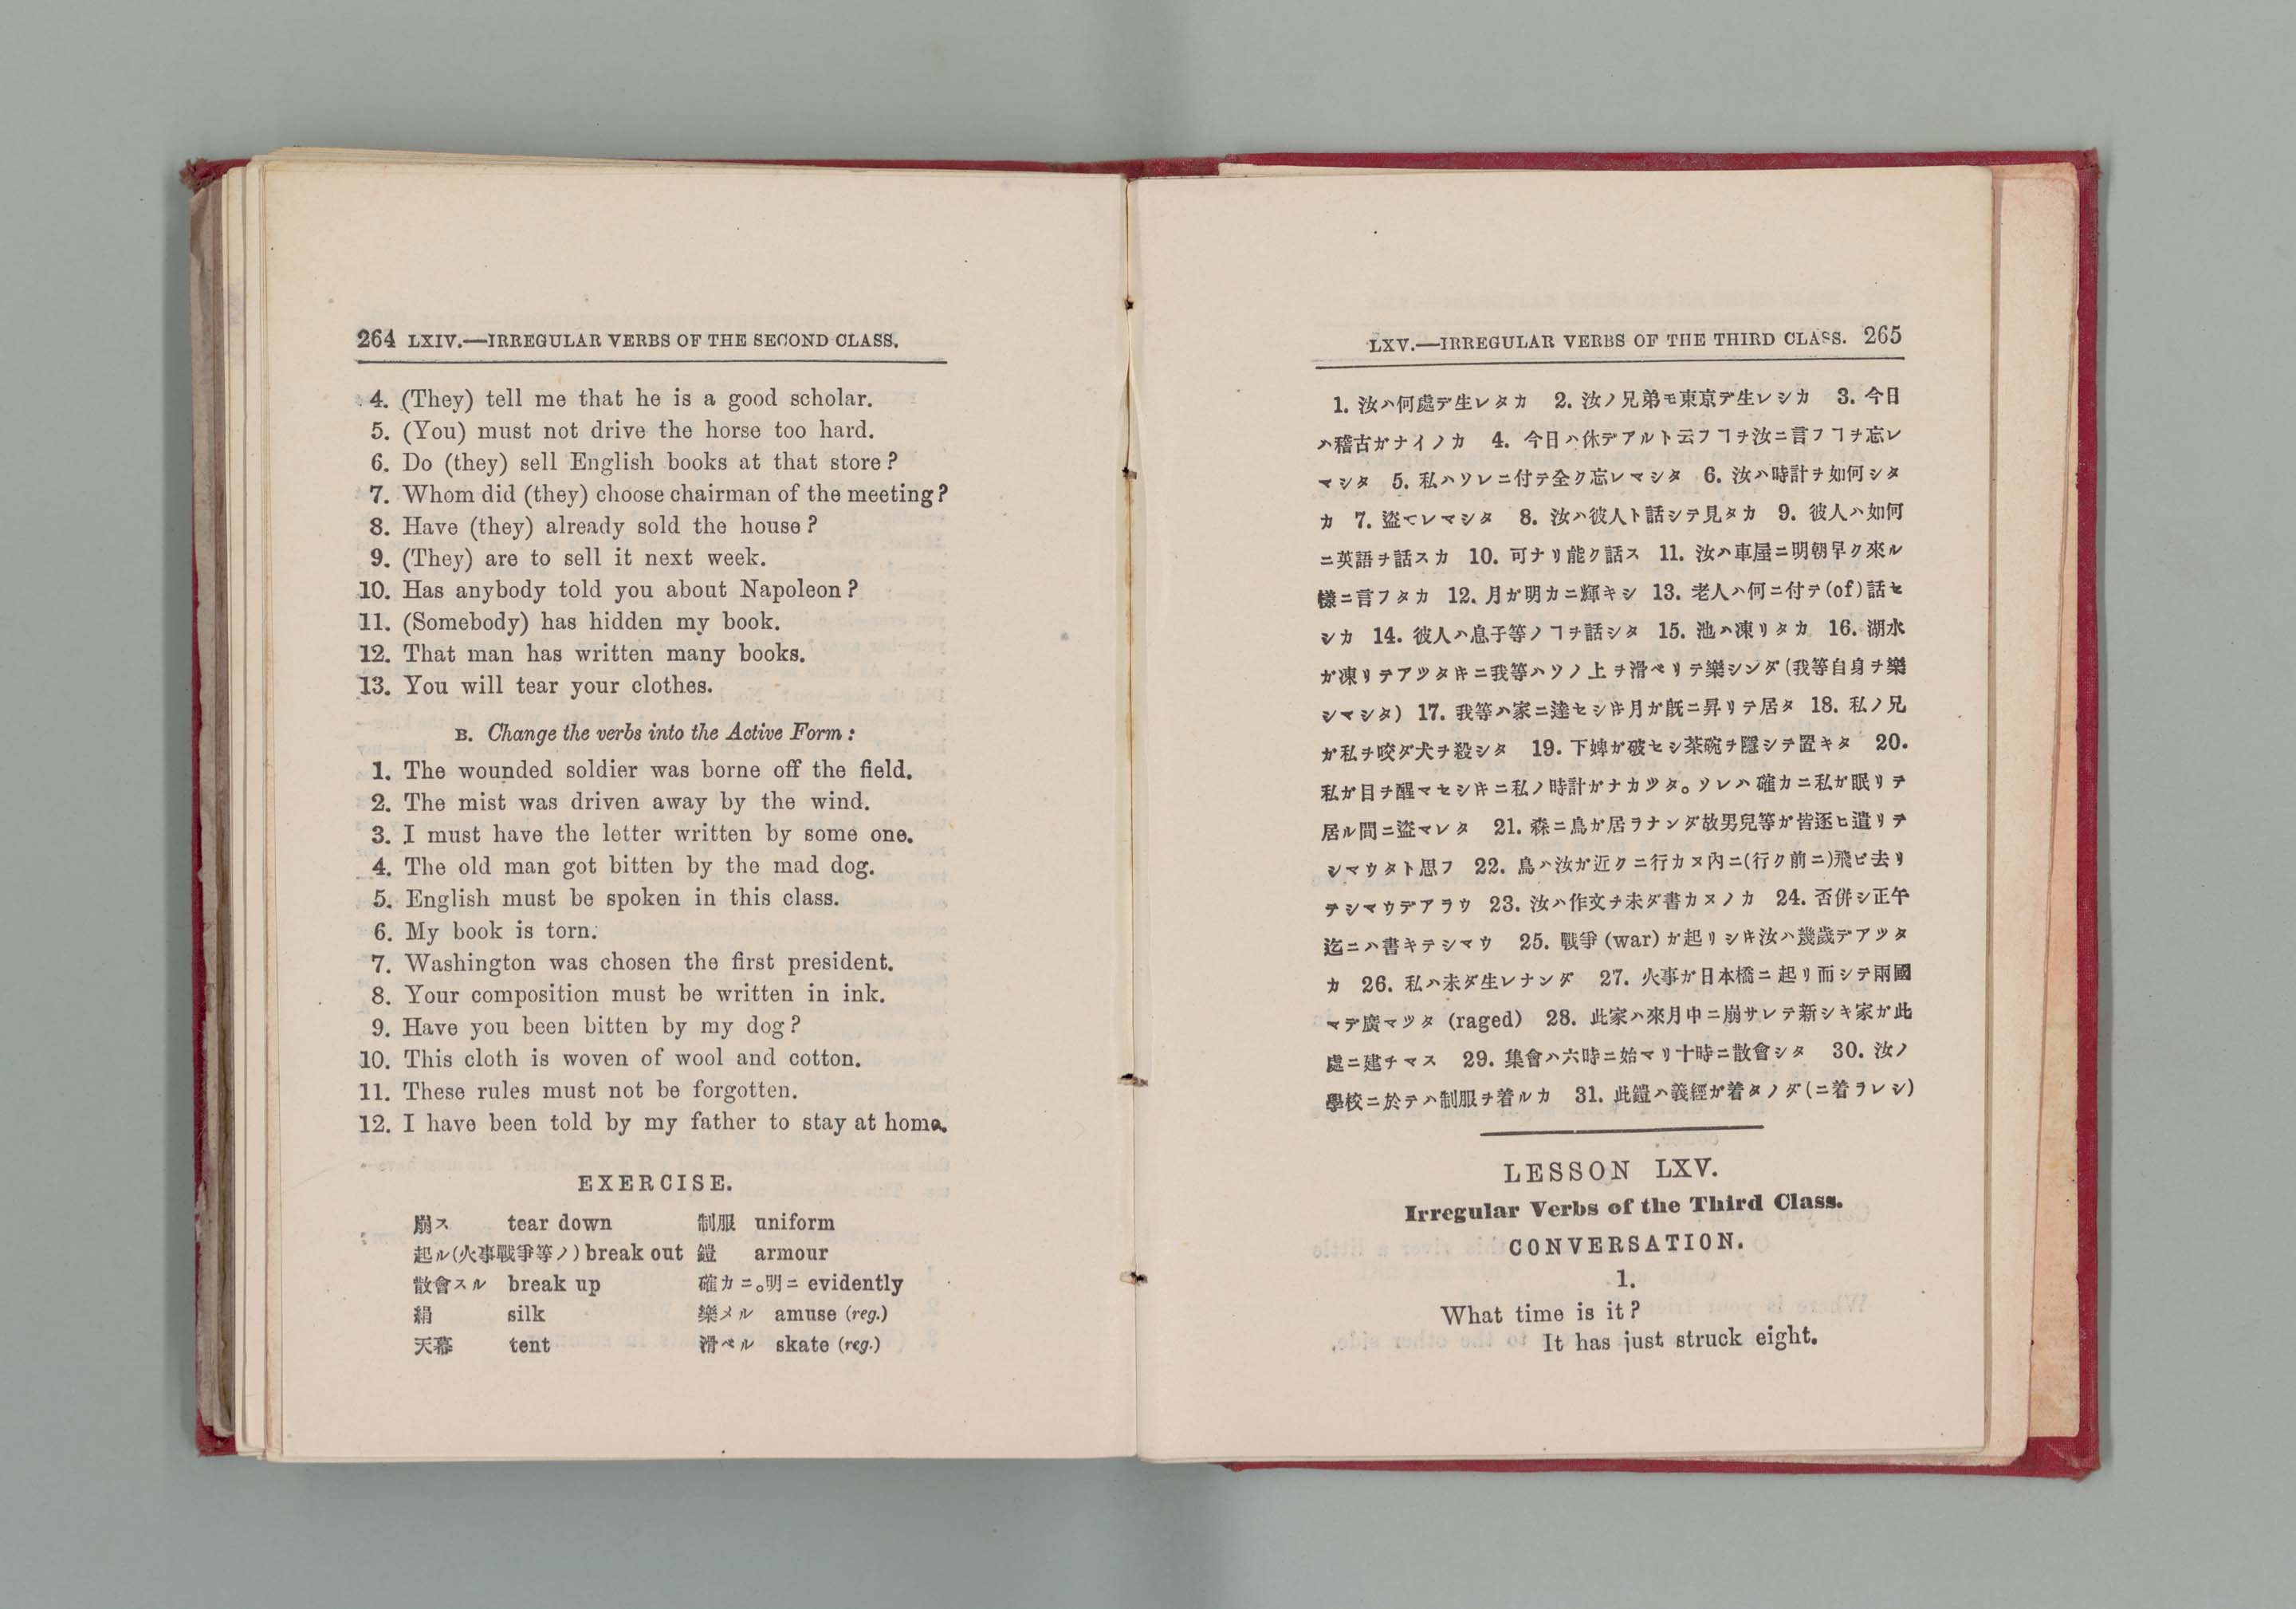 264 LXIV.—IRREGULAR VERBS OF THE SECOND CLASS.
4. (They) tell me that he is a good scholar.
5. (You) must not drive the horse too hard.
6. Do (they) sell English books at that store?
7. Whom did (they) choose chairman of the meeting?
8. Have (they) already sold the house?
9. (They) are to sell it next week.
10. Has anybody told you about Napoleon?
11. (Somebody) has hidden my book.
12. That man has written many books.
13. You will tear your clothes.
B. Change the verbs into the Active Form:
1. The wounded soldier was borne off the field.
2. The mist was driven away by the wind.
3. I must have the letter written by some one.
4. The old man got bitten by the mad dog.
5. English must be spoken in this class.
6. My book is torn.
7. Washington was chosen the first president.
8. Your composition must be written in ink.
9. Have you been bitten by my dog?
10. This cloth is woven of wool and cotton.
11. These rules must not be forgotten.
12. I have been told by my father to stay at home.
EXERCISE.
崩ス tear down 制服 uniform
起ル(火事戰爭等ノ) break out 鎧 armour
散會スル break up 確カニ。明ニ evidently
絹 silk 樂メル amuse (reg.)
天幕 tent 滑ベル skate (reg.)
LXV.—IRREGULAR VERBS OF THE THIRD CLASS. 265
1. 汝ハ何處デ生レタカ 2. 汝ノ兄弟モ東京デ生レシカ 3. 今日
ハ稽古ガナイノカ 4. 今日ハ休デアルト云フヿヲ汝ニ言フヿヲ忘レ
マシタ 5. 私ハソレニ付テ全ク忘レマシタ 6. 汝ハ時計ヲ如何シタ
カ 7. 盜マレマシタ 8. 汝ハ彼人ト話シテ見タカ 9. 彼人ハ如何
ニ英語ヲ話スカ 10. 可ナリ能ク話ス 11. 汝ハ車屋ニ明朝早ク來ル
樣ニ言フタカ 12. 月ガ明カニ輝キシ 13. 老人ハ何ニ付テ(of)話セ
シカ 14. 彼人ハ息子等ノヿヲ話シタ 15. 池ハ凍リタカ 16. 湖水
ガ凍リテアツタキニ我等ハソノ上ヲ滑ベリテ樂シンダ(我等自身ヲ樂
シマシタ) 17. 我等ハ家ニ達セシキ月ガ旣ニ昇リテ居タ 18. 私ノ兄
ガ私ヲ咬ダ犬ヲ殺シタ 19. 下婢ガ破セシ茶碗ヲ隱シテ置キタ 20.
私ガ目ヲ醒マセシキニ私ノ時計ガナカツタ。ソレハ確カニ私ガ眠リテ
居ル間ニ盜マレタ 21. 森ニ鳥ガ居ラナンダ故男兒等ガ皆逐ヒ遣リテ
シマウタト思フ 22. 鳥ハ汝ガ近クニ行カヌ內ニ(行ク前ニ)飛ビ去リ
テシマウデアラウ 23. 汝ハ作文ヲ未ダ書カヌノカ 24. 否併シ正午
迄ニハ書キテシマウ 25. 戰爭 (war) ガ起リシキ汝ハ幾歲デアツタ
カ 26. 私ハ未ダ生レナンダ 27. 火事ガ日本橋ニ起リ而シテ兩國
マデ廣マツタ (raged) 28. 此家ハ來月中ニ崩サレテ新シキ家ガ此
處ニ建チマス 29. 集會ハ六時ニ始マリ十時ニ散會シタ 30. 汝ノ
學校ニ於テハ制服ヲ着ルカ 31. 此鎧ハ義經ガ着タノダ(ニ着ラレシ)
LESSON LXV.
Irregular Verbs of the Third Class.
CONVERSATION.
1.
What time is it?
It has just struck eight.